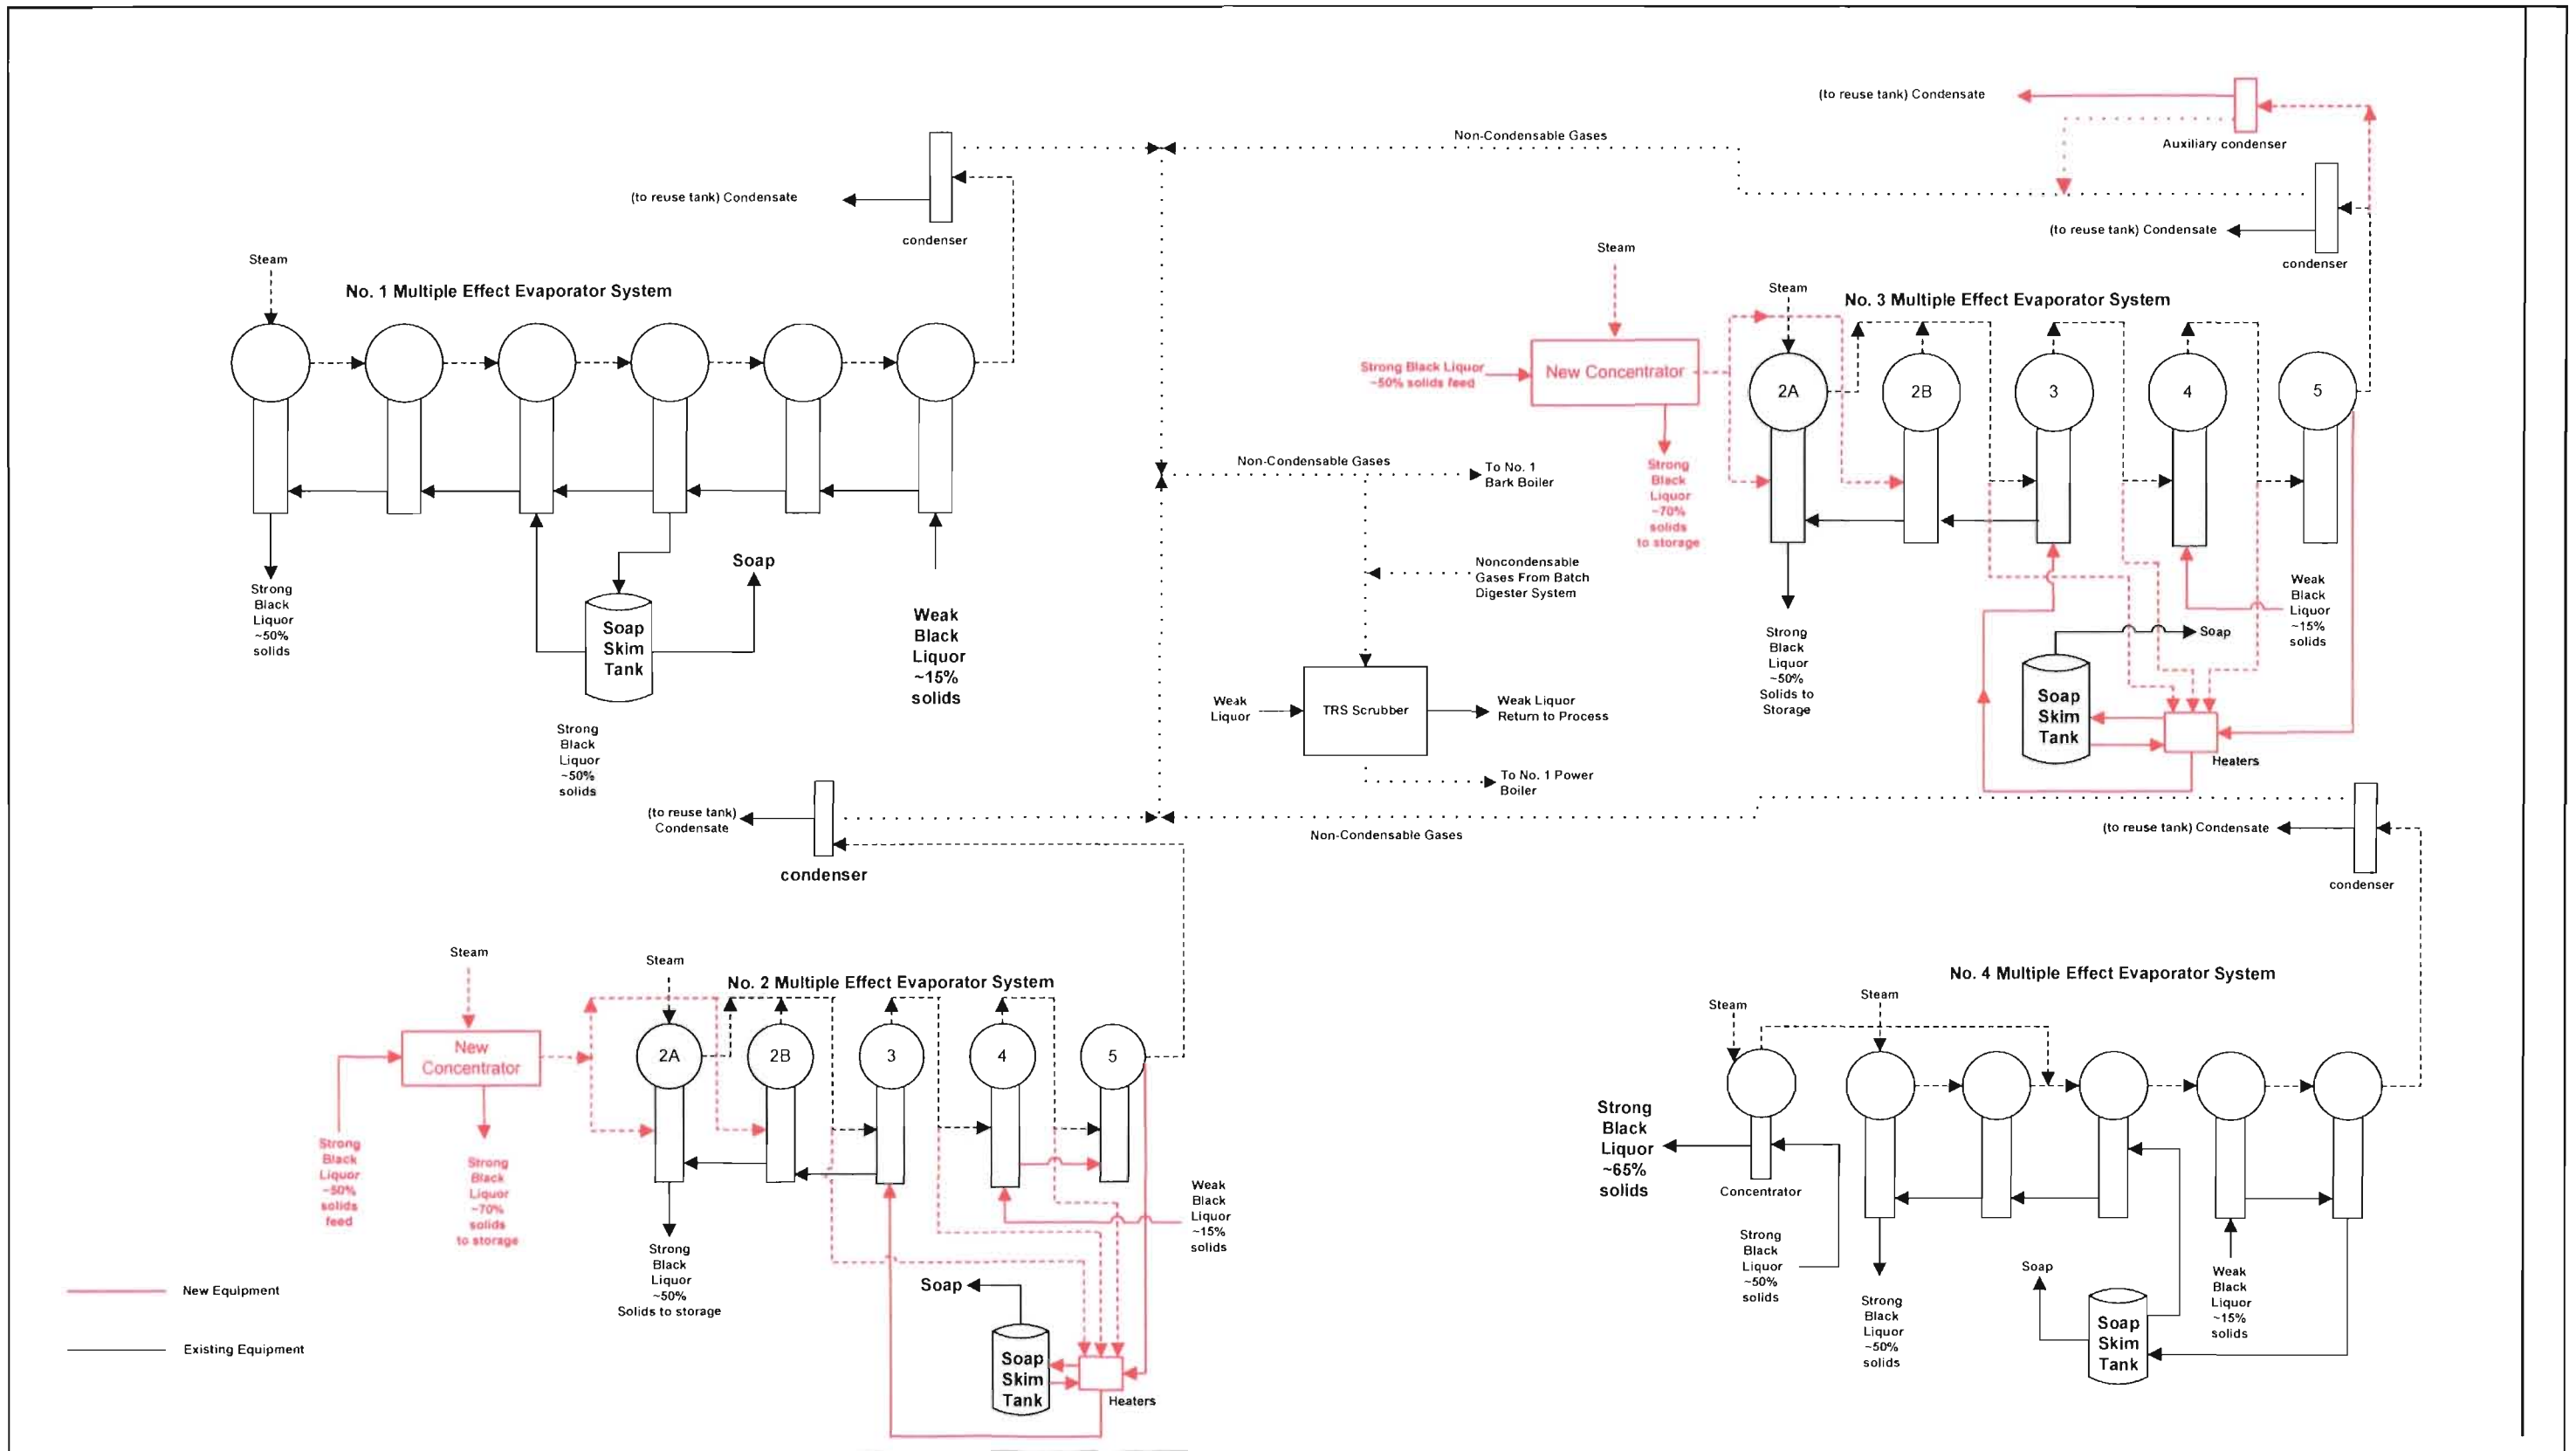 (to reuse tank) Condensate
Auxiliary condenser
Non-Condensable Gases
(to reuse tank) Condensate
condenser
(to reuse tank) Condensate
condenser
Steam
No. 1 Multiple Effect Evaporator System
Strong
Black
Liquor
~50%
solids
Soap
Skim
Tank
Soap
Weak
Black
Liquor
~15%
solids
Strong
Black
Liquor
~50%
solids
Steam
Strong Black Liquor
~50% solids feed
New Concentrator
Strong
Black
Liquor
~70%
solids
to storage
Steam
No. 3 Multiple Effect Evaporator System
2A
2B
3
4
5
Strong
Black
Liquor
~50%
Solids to
Storage
Weak
Black
Liquor
~15%
solids
Soap
Soap
Skim
Tank
Heaters
Non-Condensable Gases
To No. 1
Bark Boiler
Noncondensable
Gases From Batch
Digester System
Weak
Liquor
TRS Scrubber
Weak Liquor
Return to Process
To No. 1 Power
Boiler
Non-Condensable Gases
(to reuse tank)
Condensate
condenser
(to reuse tank) Condensate
condenser
Steam
New
Concentrator
Strong
Black
Liquor
~50%
solids
feed
Strong
Black
Liquor
~70%
solids
to storage
Steam
No. 2 Multiple Effect Evaporator System
2A
2B
3
4
5
Strong
Black
Liquor
~50%
Solids to storage
Weak
Black
Liquor
~15%
solids
Soap
Soap
Skim
Tank
Heaters
No. 4 Multiple Effect Evaporator System
Steam
Steam
Strong
Black
Liquor
~65%
solids
Concentrator
Strong
Black
Liquor
~50%
solids
Strong
Black
Liquor
~50%
solids
Soap
Soap
Skim
Tank
Weak
Black
Liquor
~15%
solids
New Equipment
Existing Equipment